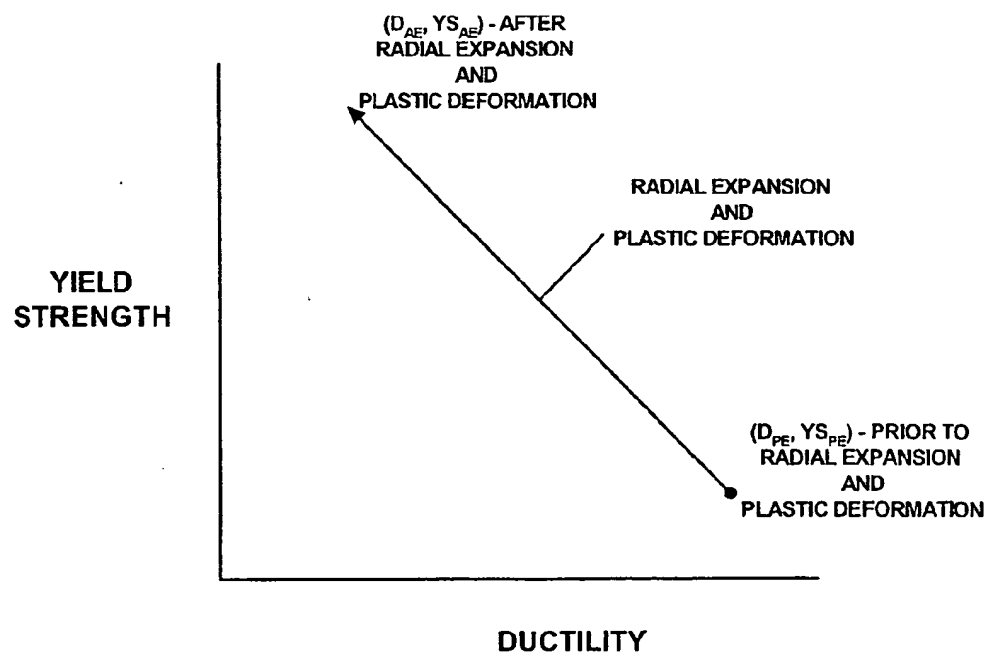 (D_AE, YS_AE) - AFTER
RADIAL EXPANSION
AND
PLASTIC DEFORMATION
RADIAL EXPANSION
AND
PLASTIC DEFORMATION
YIELD
STRENGTH
(D_PE, YS_PE) - PRIOR TO
RADIAL EXPANSION
AND
PLASTIC DEFORMATION
DUCTILITY